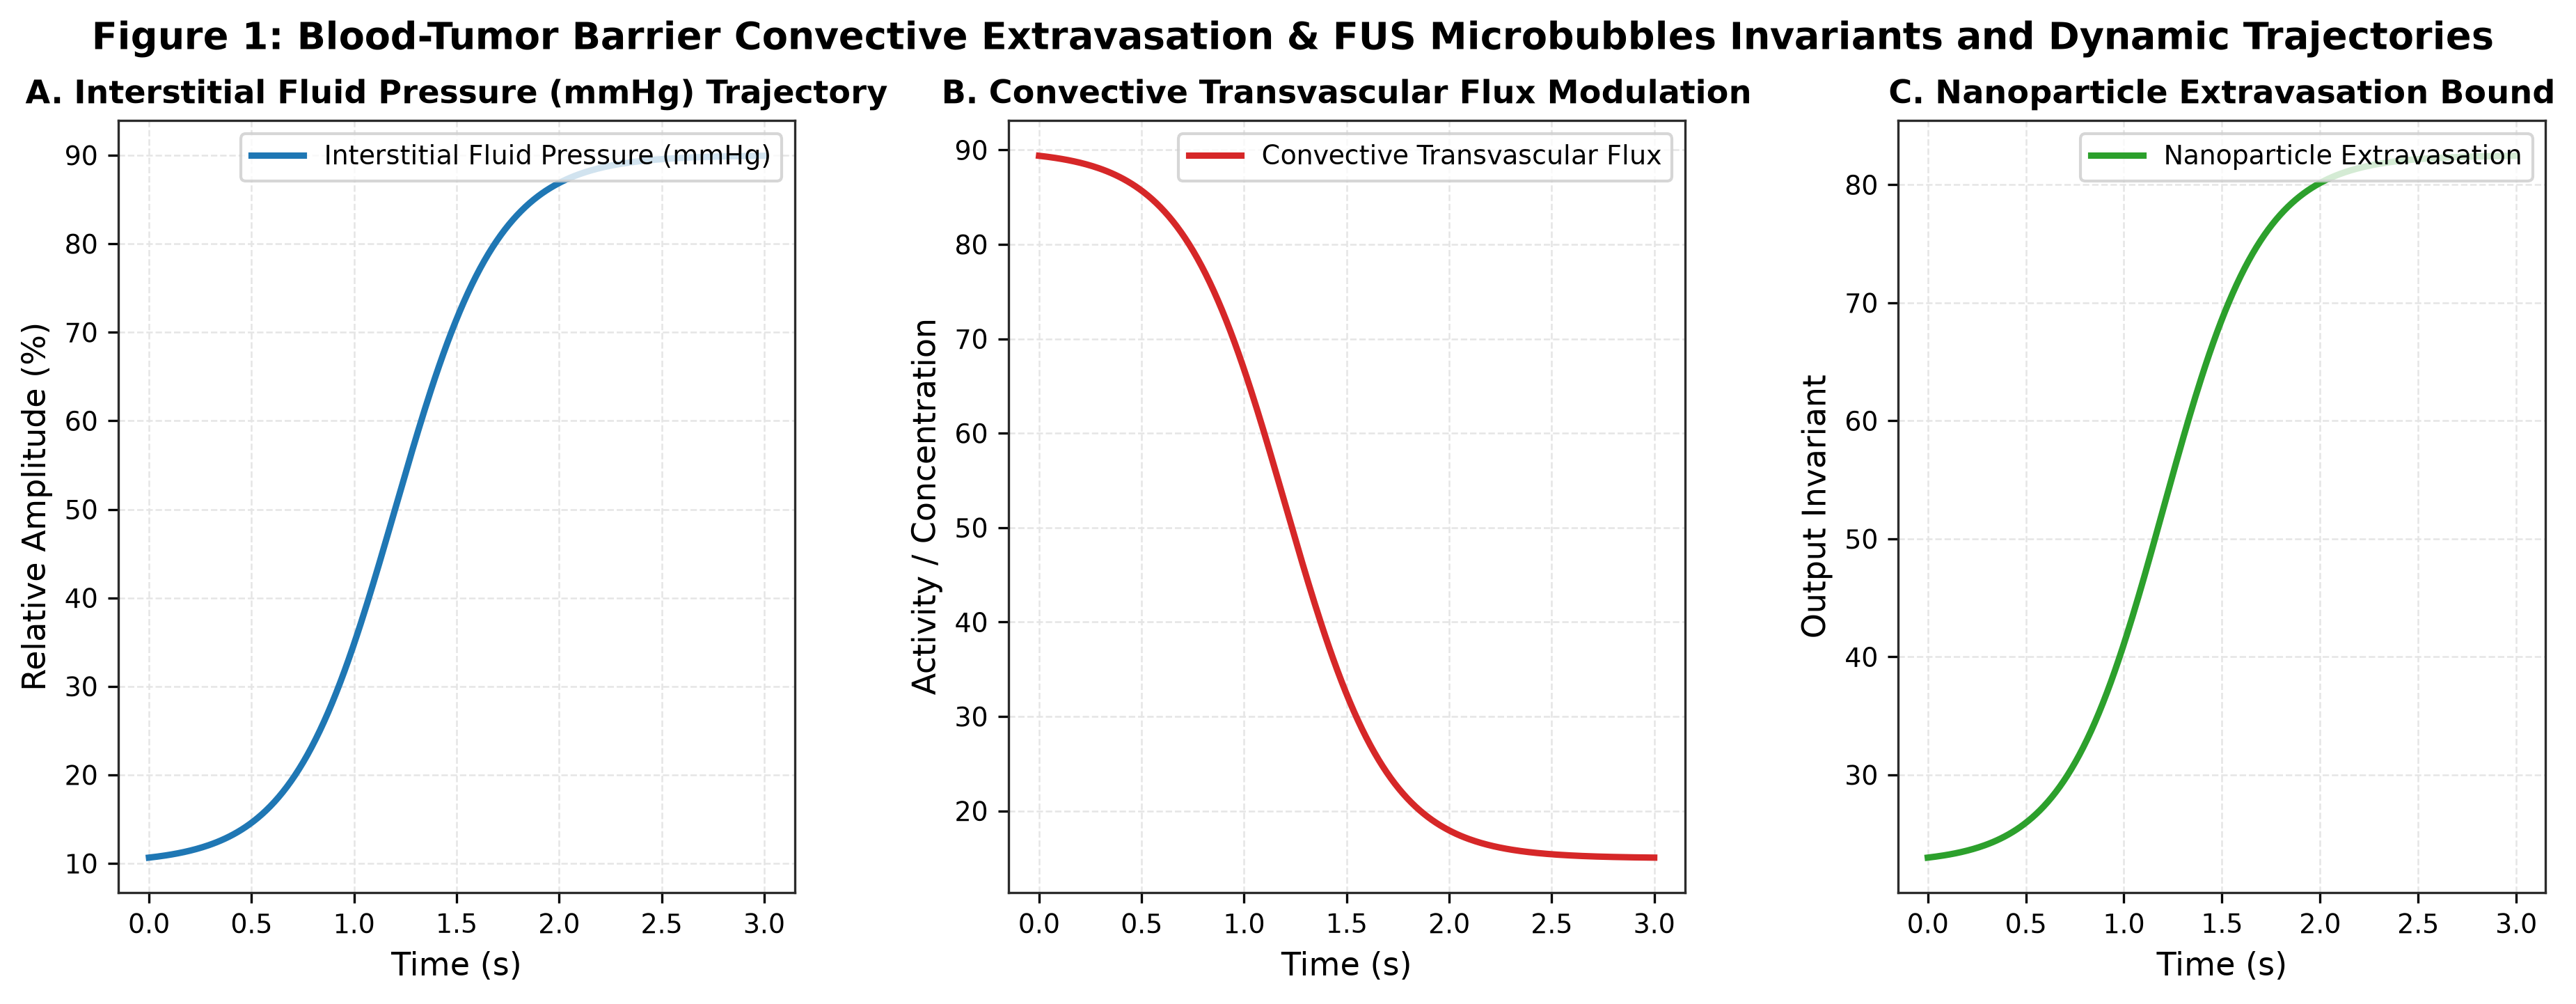 Figure 1: Blood-Tumor Barrier Convective Extravasation & FUS Microbubbles Invariants and Dynamic Trajectories
A. Interstitial Fluid Pressure (mmHg) Trajectory
Interstitial Fluid Pressure (mmHg)
Relative Amplitude (%)
90
80
70
60
50
40
30
20
10
0.0 0.5 1.0 1.5 2.0 2.5 3.0
Time (s)
B. Convective Transvascular Flux Modulation
Convective Transvascular Flux
Activity / Concentration
90
80
70
60
50
40
30
20
0.0 0.5 1.0 1.5 2.0 2.5 3.0
Time (s)
C. Nanoparticle Extravasation Bound
Nanoparticle Extravasation
Output Invariant
80
70
60
50
40
30
0.0 0.5 1.0 1.5 2.0 2.5 3.0
Time (s)